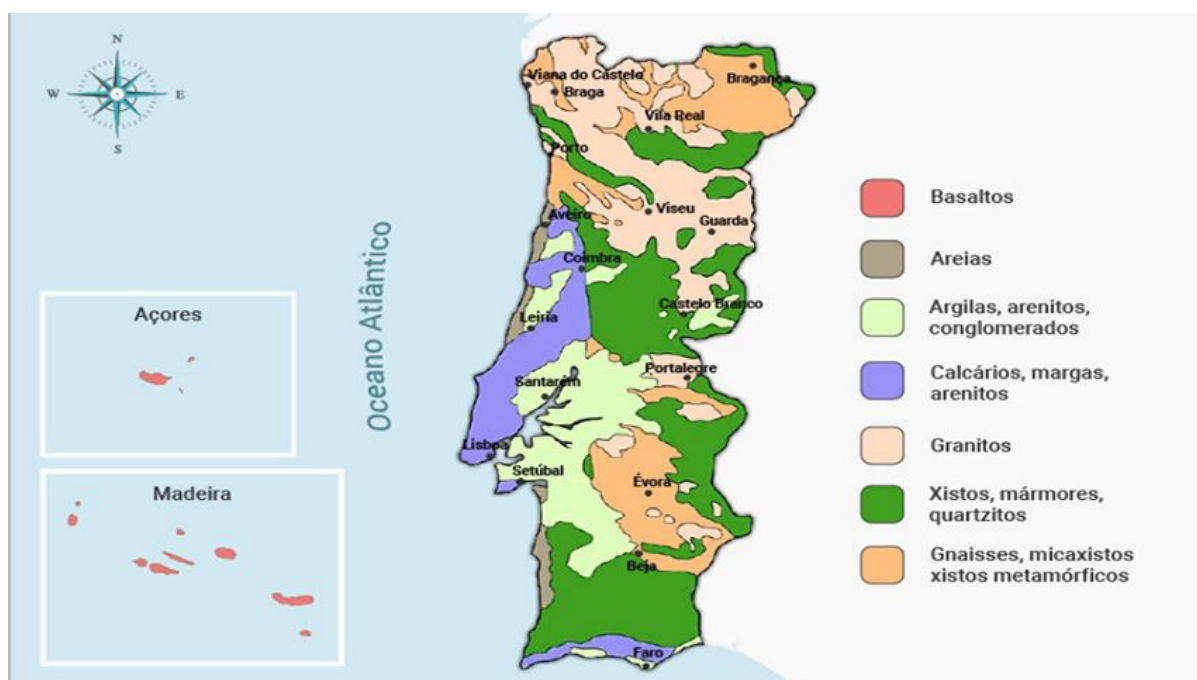 N
W
E
S
Oceano Atlântico
Açores
Madeira
Viana do Castelo
Braga
Bragança
Vila Real
Porto
Viseu
Aveiro
Guarda
Coimbra
Castelo Branco
Leiria
Portalegre
Santarém
Lisboa
Setúbal
Évora
Beja
Faro
Basaltos
Areias
Argilas, arenitos,
conglomerados
Calcários, margas,
arenitos
Granitos
Xistos, mármores,
quartzitos
Gnaisses, micaxistos
xistos metamórficos